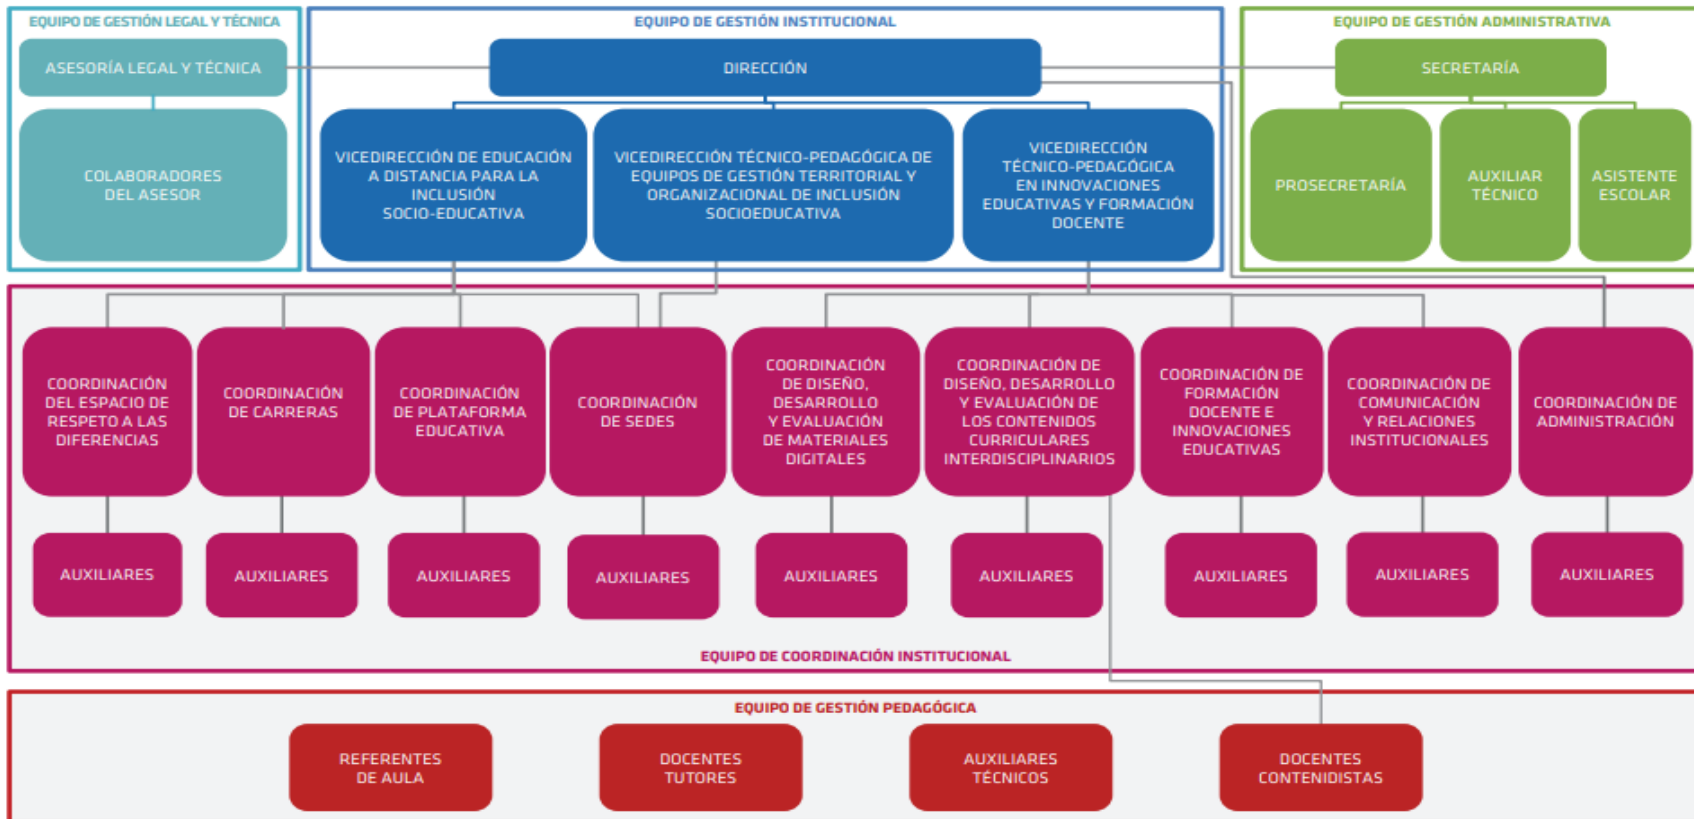 EQUIPO DE GESTIÓN LEGAL Y TÉCNICA
ASESORÍA LEGAL Y TÉCNICA
COLABORADORES
DEL ASESOR
EQUIPO DE GESTIÓN INSTITUCIONAL
DIRECCIÓN
VICEDIRECCIÓN DE EDUCACIÓN
A DISTANCIA PARA LA
INCLUSIÓN
SOCIO-EDUCATIVA
VICEDIRECCIÓN TÉCNICO-PEDAGÓGICA DE
EQUIPOS DE GESTIÓN TERRITORIAL Y
ORGANIZACIONAL DE INCLUSIÓN
SOCIOEDUCATIVA
VICEDIRECCIÓN
TÉCNICO-PEDAGÓGICA
EN INNOVACIONES
EDUCATIVAS Y FORMACIÓN
DOCENTE
EQUIPO DE GESTIÓN ADMINISTRATIVA
SECRETARÍA
PROSECRETARÍA
AUXILIAR
TÉCNICO
ASISTENTE
ESCOLAR
COORDINACIÓN
DEL ESPACIO DE
RESPETO A LAS
DIFERENCIAS
COORDINACIÓN
DE CARRERAS
COORDINACIÓN
DE PLATAFORMA
EDUCATIVA
COORDINACIÓN
DE SEDES
COORDINACIÓN
DE DISEÑO,
DESARROLLO
Y EVALUACIÓN
DE MATERIALES
DIGITALES
COORDINACIÓN DE
DISEÑO, DESARROLLO
Y EVALUACIÓN DE
LOS CONTENIDOS
CURRICULARES
INTERDISCIPLINARIOS
COORDINACIÓN DE
FORMACIÓN
DOCENTE E
INNOVACIONES
EDUCATIVAS
COORDINACIÓN DE
COMUNICACIÓN
Y RELACIONES
INSTITUCIONALES
COORDINACIÓN DE
ADMINISTRACIÓN
AUXILIARES
AUXILIARES
AUXILIARES
AUXILIARES
AUXILIARES
AUXILIARES
AUXILIARES
AUXILIARES
AUXILIARES
EQUIPO DE COORDINACIÓN INSTITUCIONAL
EQUIPO DE GESTIÓN PEDAGÓGICA
REFERENTES
DE AULA
DOCENTES
TUTORES
AUXILIARES
TÉCNICOS
DOCENTES
CONTENIDISTAS